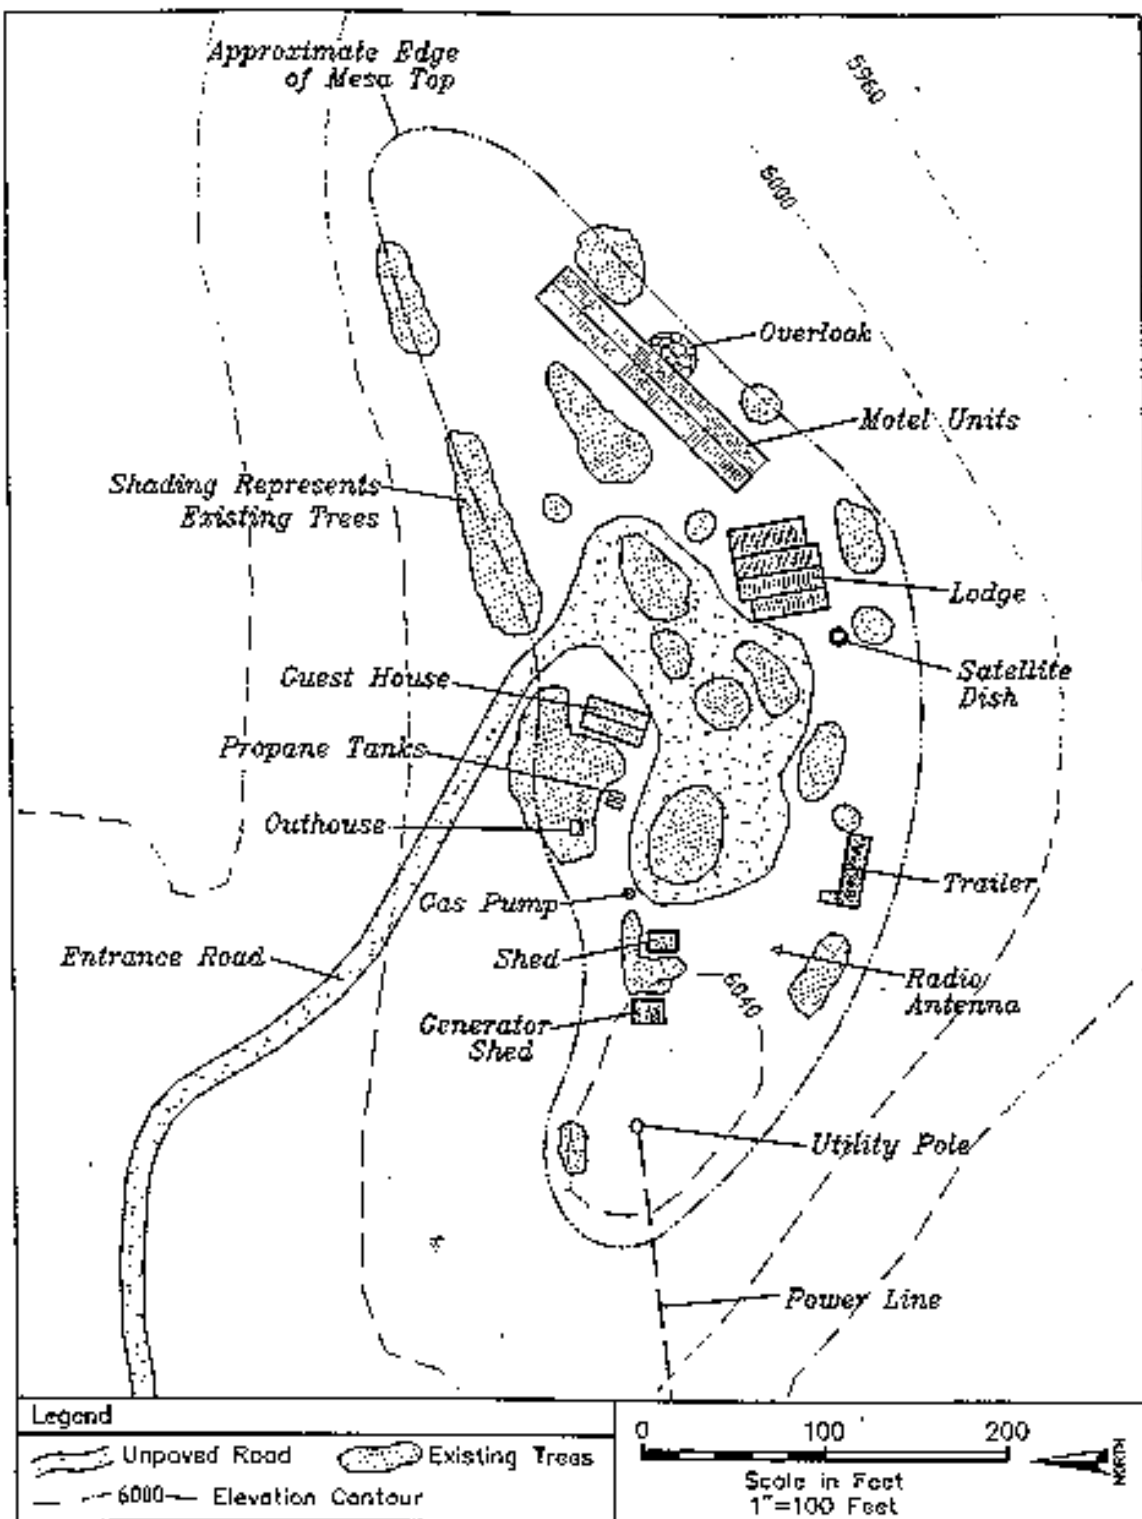 Approximate Edge
of Mesa Top
5960
6000
Overlook
Motel Units
Shading Represents
Existing Trees
Lodge
Guest House
Satellite
Dish
Propane Tanks
Outhouse
Trailer
Gas Pump
Entrance Road
Shed
Radio
Antenna
6040
Generator
Shed
Utility Pole
Power Line
Legend
Unpaved Road
Existing Trees
6000
Elevation Contour
0 100 200
Scale in Feet
1"=100 Feet
NORTH